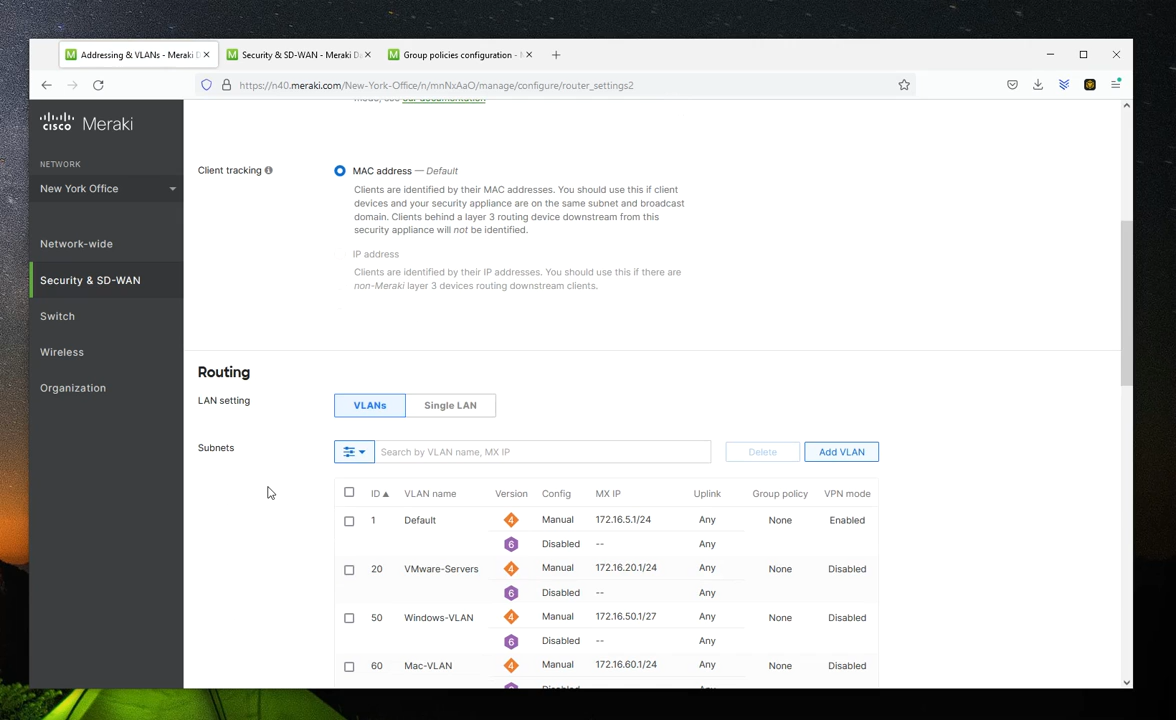 Addressing & VLANs - Meraki D
Security & SD-WAN - Meraki Da
Group policies configuration - M
https://n40.meraki.com/New-York-Office/n/mnNxAaO/manage/configure/router_settings2
cisco Meraki
NETWORK
New York Office
Network-wide
Security & SD-WAN
Switch
Wireless
Organization
mode, see our documentation.
Client tracking
MAC address — Default
Clients are identified by their MAC addresses. You should use this if client
devices and your security appliance are on the same subnet and broadcast
domain. Clients behind a layer 3 routing device downstream from this
security appliance will not be identified.
IP address
Clients are identified by their IP addresses. You should use this if there are
non-Meraki layer 3 devices routing downstream clients.
Routing
LAN setting
VLANs Single LAN
Subnets
Search by VLAN name, MX IP
Delete
Add VLAN
ID VLAN name Version Config MX IP Uplink Group policy VPN mode
1 Default 4 Manual 172.16.5.1/24 Any None Enabled
6 Disabled -- Any
20 VMware-Servers 4 Manual 172.16.20.1/24 Any None Disabled
6 Disabled -- Any
50 Windows-VLAN 4 Manual 172.16.50.1/27 Any None Disabled
6 Disabled -- Any
60 Mac-VLAN 4 Manual 172.16.60.1/24 Any None Disabled